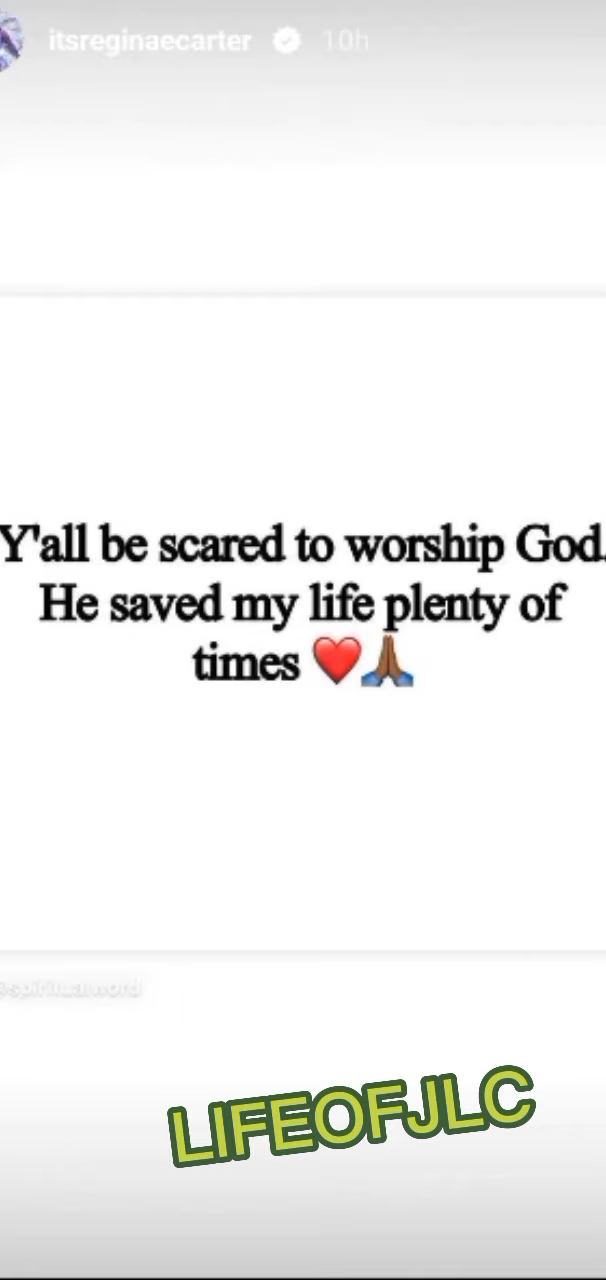 itsreginaecarter 10h
Y'all be scared to worship God.
He saved my life plenty of
times ❤️🙏🏾
@spiritualword
LIFEOFJLC